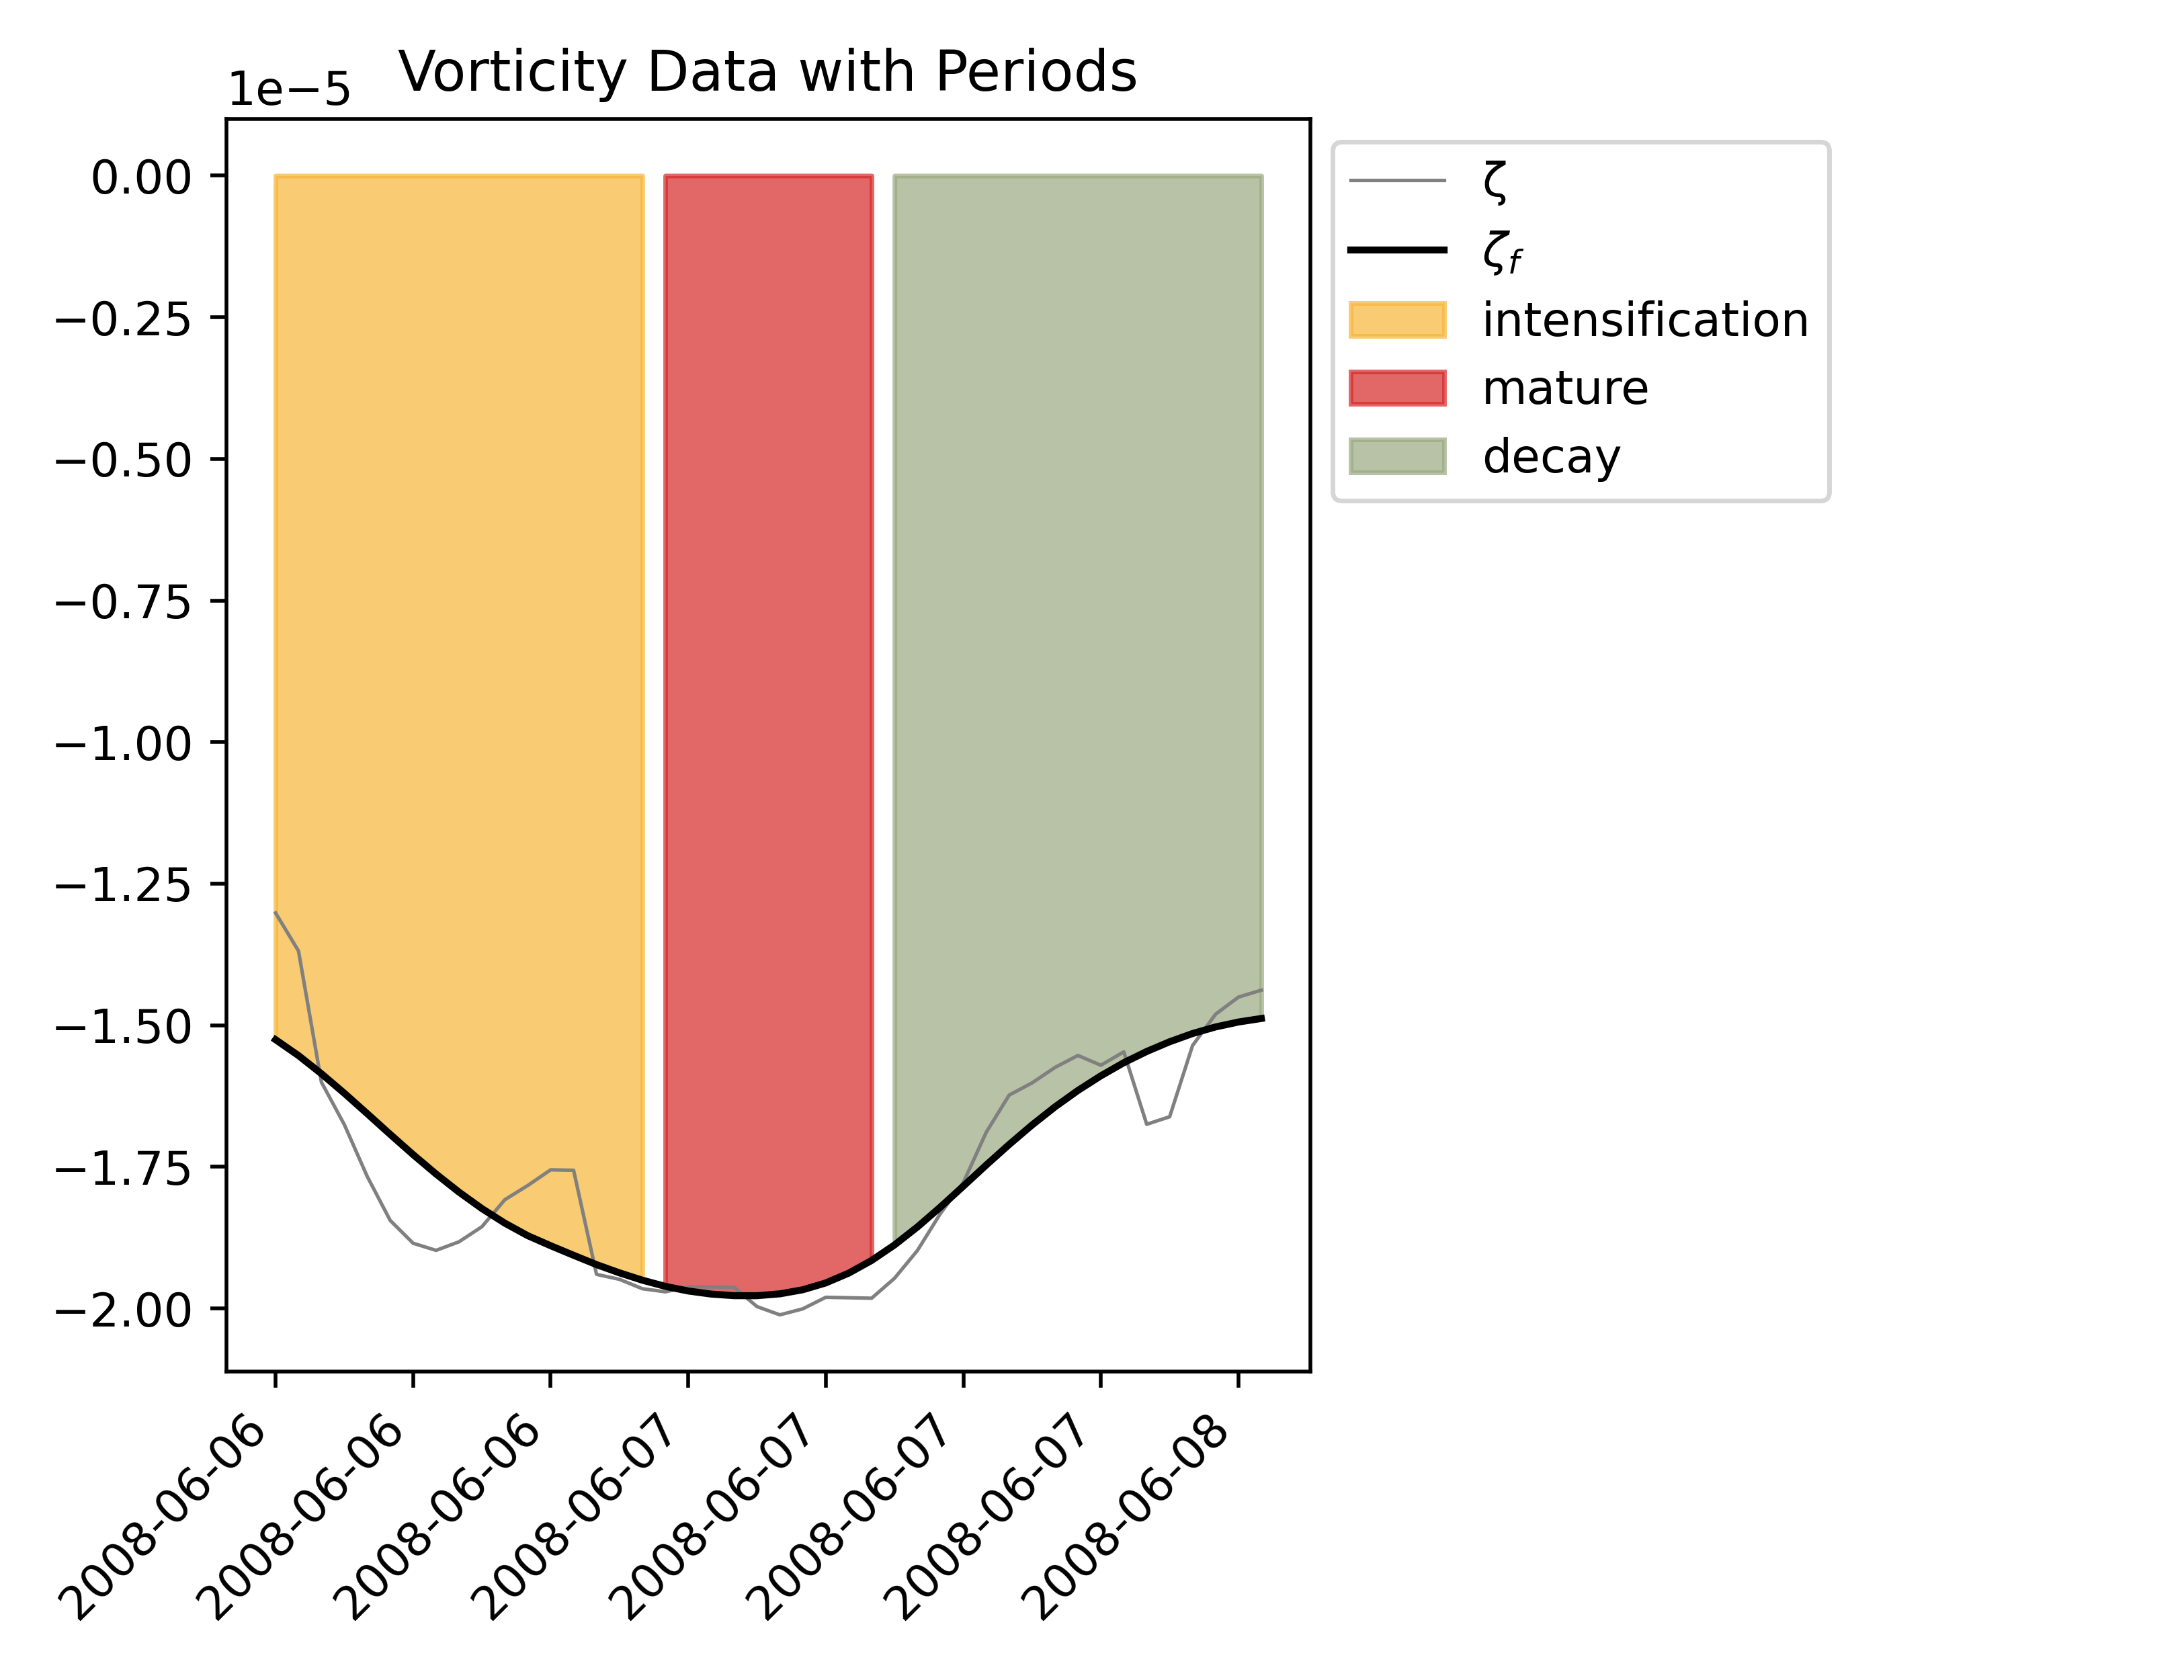 Vorticity Data with Periods
1e−5
0.00
−0.25
−0.50
−0.75
−1.00
−1.25
−1.50
−1.75
−2.00
2008-06-06
2008-06-06
2008-06-06
2008-06-07
2008-06-07
2008-06-07
2008-06-07
2008-06-08
ζ
ζf
intensification
mature
decay